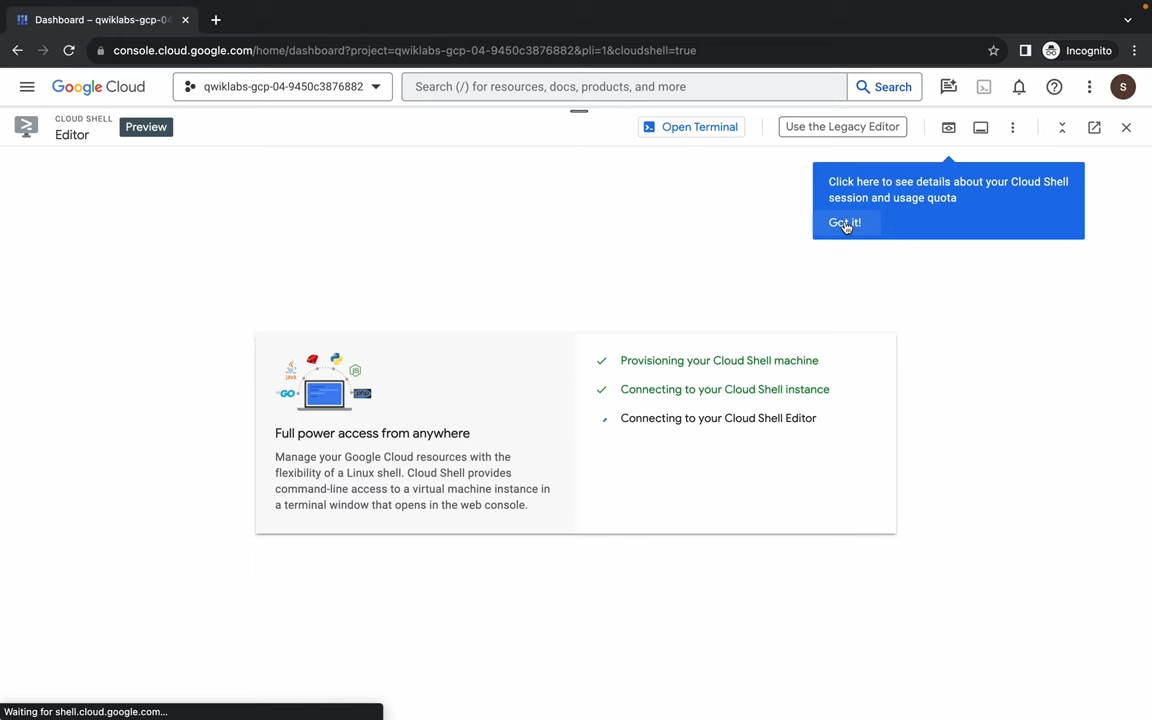 Dashboard – qwiklabs-gcp-04
console.cloud.google.com/home/dashboard?project=qwiklabs-gcp-04-9450c3876882&pli=1&cloudshell=true
Incognito
Google Cloud
qwiklabs-gcp-04-9450c3876882
Search (/) for resources, docs, products, and more
Search
S
CLOUD SHELL
Editor
Preview
Open Terminal
Use the Legacy Editor
Click here to see details about your Cloud Shell
session and usage quota
Got it!
JAVA
JS
GO
php
Full power access from anywhere
Manage your Google Cloud resources with the
flexibility of a Linux shell. Cloud Shell provides
command-line access to a virtual machine instance in
a terminal window that opens in the web console.
Provisioning your Cloud Shell machine
Connecting to your Cloud Shell instance
Connecting to your Cloud Shell Editor
Waiting for shell.cloud.google.com...